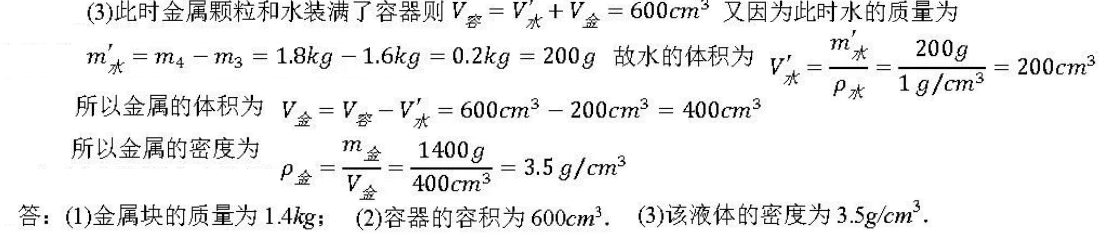 (3)此时金属颗粒和水装满了容器则 V容 = V′水 + V金 = 600cm³ 又因为此时水的质量为
m′水 = m₄ − m₃ = 1.8kg − 1.6kg = 0.2kg = 200g 故水的体积为 V′水 = m′水/ρ水 = 200g/1 g/cm³ = 200cm³
所以金属的体积为 V金 = V容 − V′水 = 600cm³ − 200cm³ = 400cm³
所以金属的密度为 ρ金 = m金/V金 = 1400g/400cm³ = 3.5 g/cm³
答：(1)金属块的质量为 1.4kg； (2)容器的容积为 600cm³． (3)该液体的密度为 3.5g/cm³．